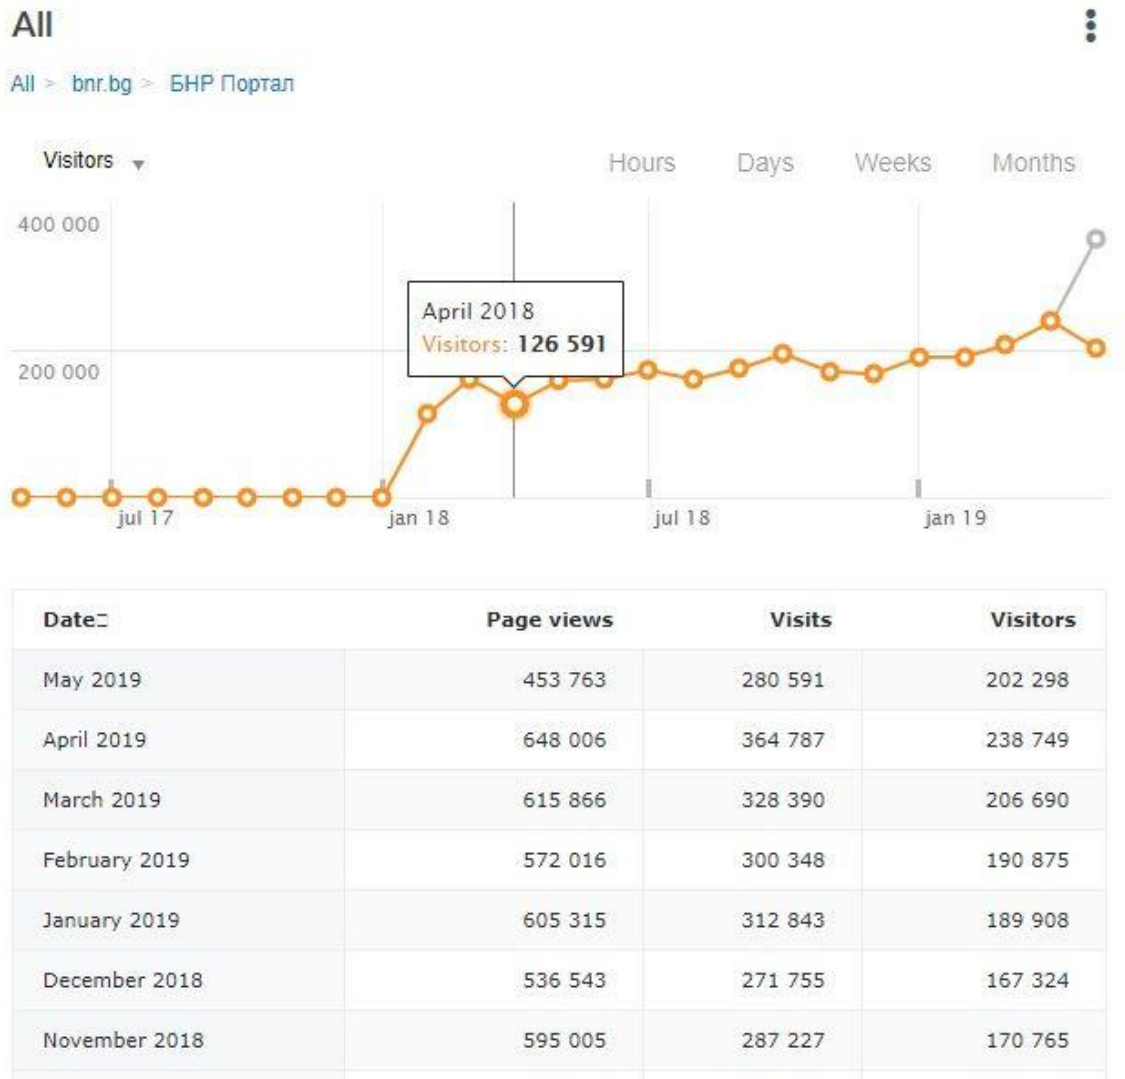 All
All > bnr.bg > БНР Портал
Visitors
Hours Days Weeks Months
400 000
April 2018
Visitors: 126 591
200 000
jul 17 jan 18 jul 18 jan 19
Date Page views Visits Visitors
May 2019 453 763 280 591 202 298
April 2019 648 006 364 787 238 749
March 2019 615 866 328 390 206 690
February 2019 572 016 300 348 190 875
January 2019 605 315 312 843 189 908
December 2018 536 543 271 755 167 324
November 2018 595 005 287 227 170 765